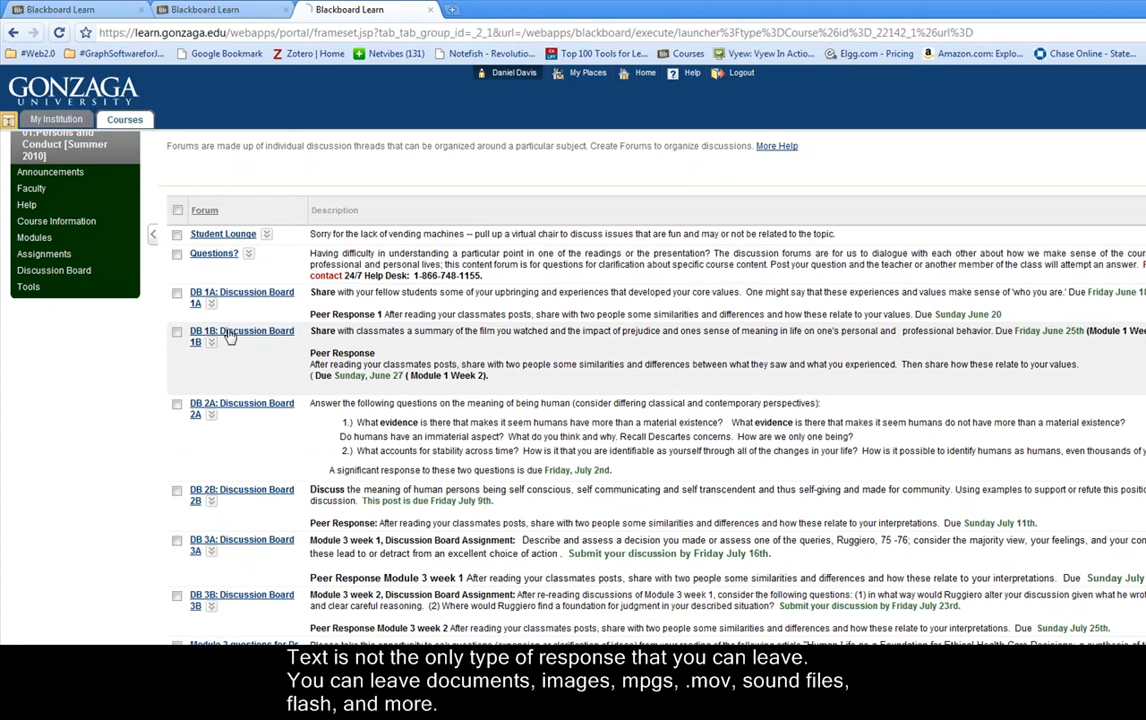 Blackboard Learn Blackboard Learn Blackboard Learn
https://learn.gonzaga.edu/webapps/portal/frameset.jsp?tab_tab_group_id=_2_1&url=/webapps/blackboard/execute/launcher%3Ftype%3DCourse%26id%3D_22142_1%26url%3D
#Web2.0 #GraphSoftwareforJ... Google Bookmark Zotero | Home Netvibes (131) Notefish - Revolutio... Top 100 Tools for Le... Courses Vyew: Vyew In Actio... Elgg.com - Pricing Amazon.com: Explo... Chase Online - State...
Daniel Davis My Places Home Help Logout
GONZAGA
UNIVERSITY
My Institution Courses
01:Persons and
Conduct [Summer
2010]
Announcements
Faculty
Help
Course Information
Modules
Assignments
Discussion Board
Tools
Forums are made up of individual discussion threads that can be organized around a particular subject. Create Forums to organize discussions. More Help
Forum Description
Student Lounge Sorry for the lack of vending machines -- pull up a virtual chair to discuss issues that are fun and may or not be related to the topic.
Questions? Having difficulty in understanding a particular point in one of the readings or the presentation? The discussion forums are for us to dialogue with each other about how we make sense of the
professional and personal lives; this content forum is for questions for clarification about specific course content. Post your question and the teacher or another member of the class will attempt an answer.
contact 24/7 Help Desk: 1-866-748-1155.
DB 1A: Discussion Board Share with your fellow students some of your upbringing and experiences that developed your core values. One might say that these experiences and values make sense of 'who you are.' Due Friday June 18
1A
Peer Response 1 After reading your classmates posts, share with two people some similarities and differences and how these relate to your values. Due Sunday June 20
DB 1B: Discussion Board Share with classmates a summary of the film you watched and the impact of prejudice and ones sense of meaning in life on one's personal and professional behavior. Due Friday June 25th (Module 1 We
1B
Peer Response
After reading your classmates posts, share with two people some similarities and differences between what they saw and what you experienced. Then share how these relate to your values.
( Due Sunday, June 27 ( Module 1 Week 2).
DB 2A: Discussion Board Answer the following questions on the meaning of being human (consider differing classical and contemporary perspectives):
2A
1.) What evidence is there that makes it seem humans have more than a material existence? What evidence is there that makes it seem humans do not have more than a material existence?
Do humans have an immaterial aspect? What do you think and why. Recall Descartes concerns. How are we only one being?
2.) What accounts for stability across time? How is it that you are identifiable as yourself through all of the changes in your life? How is it possible to identify humans as humans, even thousands of y
A significant response to these two questions is due Friday, July 2nd.
DB 2B: Discussion Board Discuss the meaning of human persons being self conscious, self communicating and self transcendent and thus self-giving and made for community. Using examples to support or refute this posit
2B discussion. This post is due Friday July 9th.
Peer Response: After reading your classmates posts, share with two people some similarities and differences and how these relate to your interpretations. Due Sunday July 11th.
DB 3A: Discussion Board Module 3 week 1, Discussion Board Assignment: Describe and assess a decision you made or assess one of the queries, Ruggiero, 75 -76; consider the majority view, your feelings, and your con
3A these lead to or detract from an excellent choice of action . Submit your discussion by Friday July 16th.
Peer Response Module 3 week 1 After reading your classmates posts, share with two people some similarities and differences and how these relate to your interpretations. Due Sunday July
DB 3B: Discussion Board Module 3 week 2, Discussion Board Assignment: After re-reading discussions of Module 3 week 1, consider the following questions: (1) in what way would Ruggiero alter your discussion given what he wro
3B and clear careful reasoning. (2) Where would Ruggiero find a foundation for judgment in your described situation? Submit your discussion by Friday July 23rd.
Peer Response Module 3 week 2 After reading your classmates posts, share with two people some similarities and differences and how these relate to your interpretations. Due Sunday, July 25th.
Module 3 questions for Dr
Text is not the only type of response that you can leave.
You can leave documents, images, mpgs, .mov, sound files,
flash, and more.